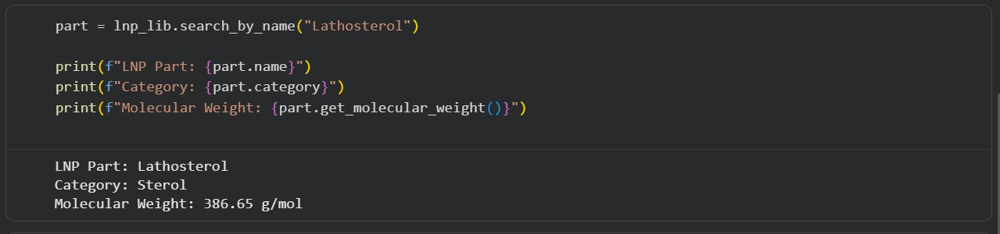 part = lnp_lib.search_by_name("Lathosterol")
print(f"LNP Part: {part.name}")
print(f"Category: {part.category}")
print(f"Molecular Weight: {part.get_molecular_weight()}")
LNP Part: Lathosterol
Category: Sterol
Molecular Weight: 386.65 g/mol